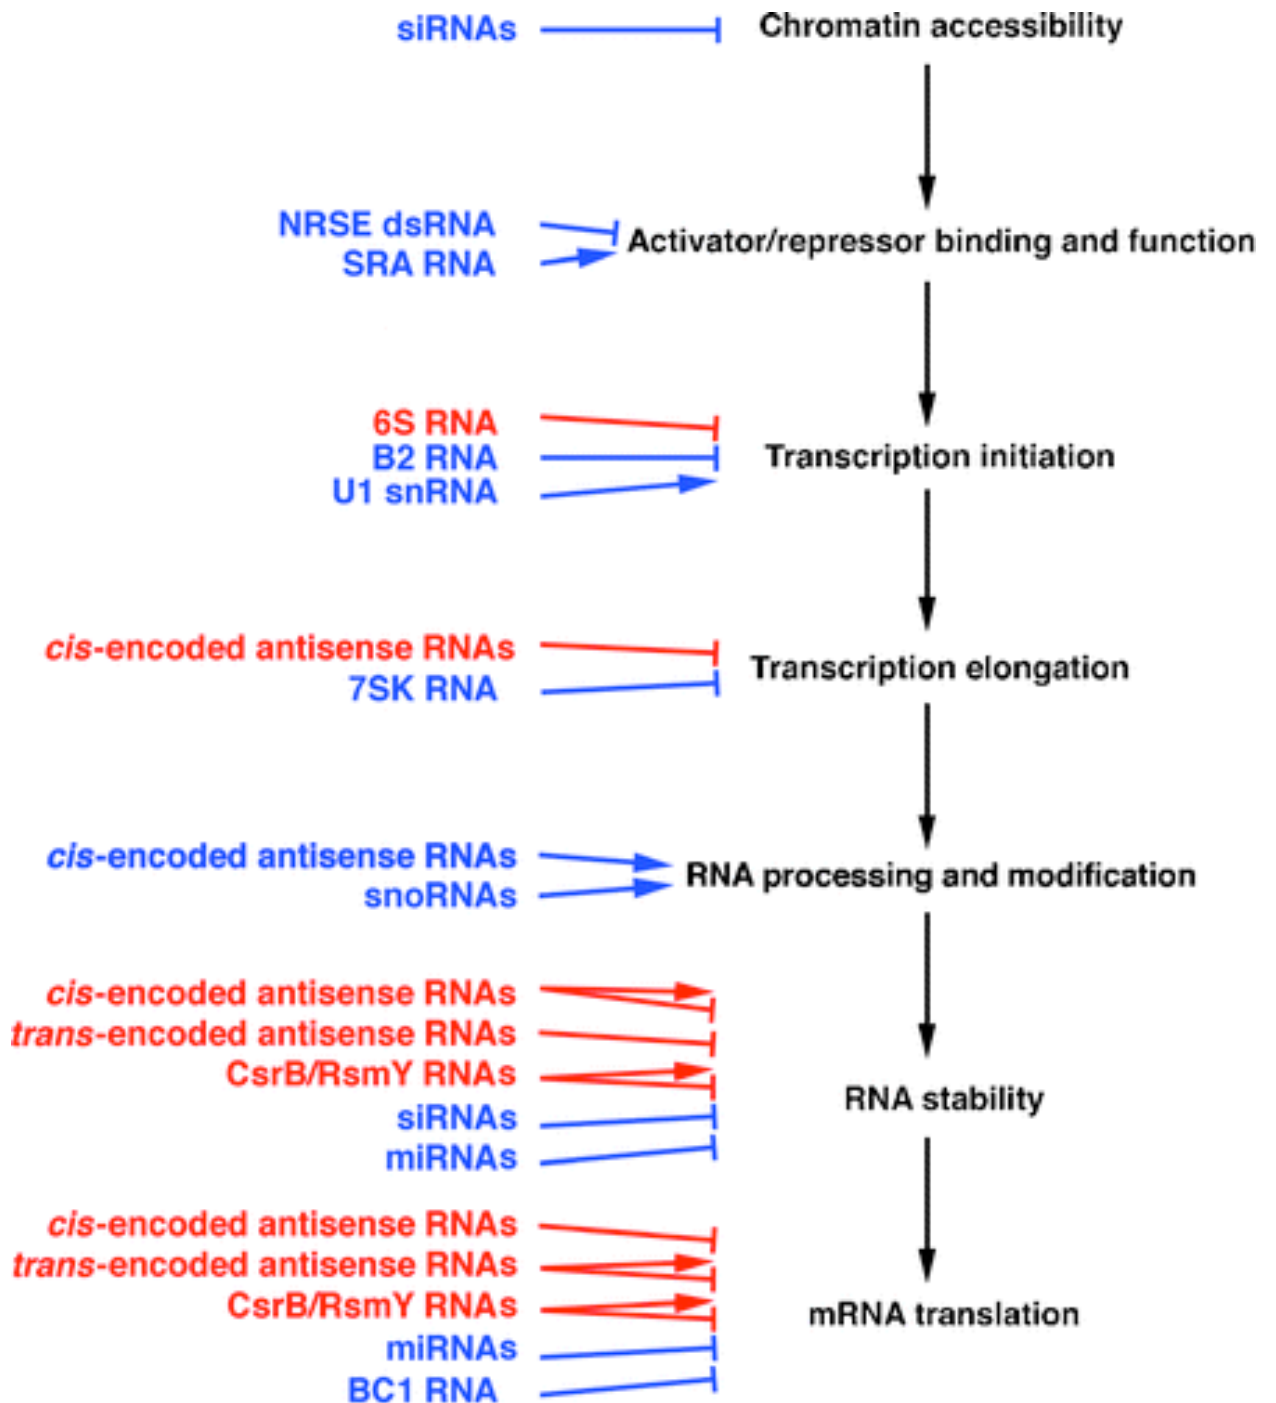 siRNAs
Chromatin accessibility
NRSE dsRNA
SRA RNA
Activator/repressor binding and function
6S RNA
B2 RNA
U1 snRNA
Transcription initiation
cis-encoded antisense RNAs
7SK RNA
Transcription elongation
cis-encoded antisense RNAs
snoRNAs
RNA processing and modification
cis-encoded antisense RNAs
trans-encoded antisense RNAs
CsrB/RsmY RNAs
siRNAs
miRNAs
RNA stability
cis-encoded antisense RNAs
trans-encoded antisense RNAs
CsrB/RsmY RNAs
miRNAs
BC1 RNA
mRNA translation